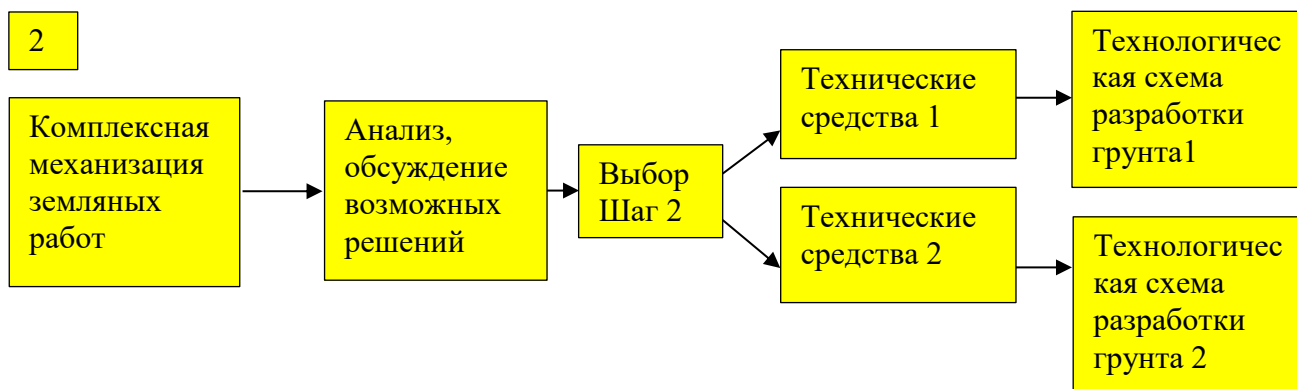 2
Комплексная
механизация
земляных
работ
Анализ,
обсуждение
возможных
решений
Выбор
Шаг 2
Технические
средства 1
Технологичес
кая схема
разработки
грунта1
Технические
средства 2
Технологичес
кая схема
разработки
грунта 2